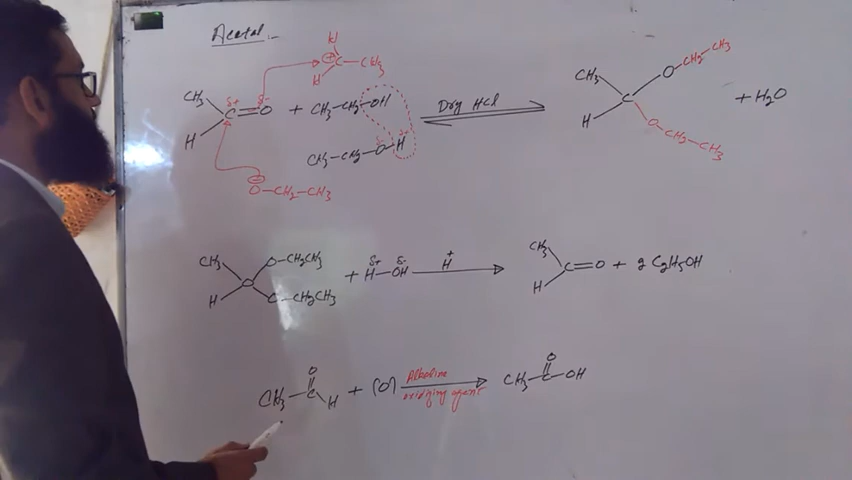 Acetal
H
⊕C—CH3
H
CH3 H C=O δ+ δ- + CH3—CH2—OH
CH3—CH2—O—H
⊖O—CH2—CH3
Dry HCl
CH3 H C O—CH2—CH3
O—CH2—CH3
+ H2O
CH3 H O—CH2CH3
—CH2CH3
+ H—OH δ+ δ- H+
CH3 H C=O + 2 C2H5OH
CH3—C—H O + [O] Alkaline
oxidizing agent
CH3—C—OH O